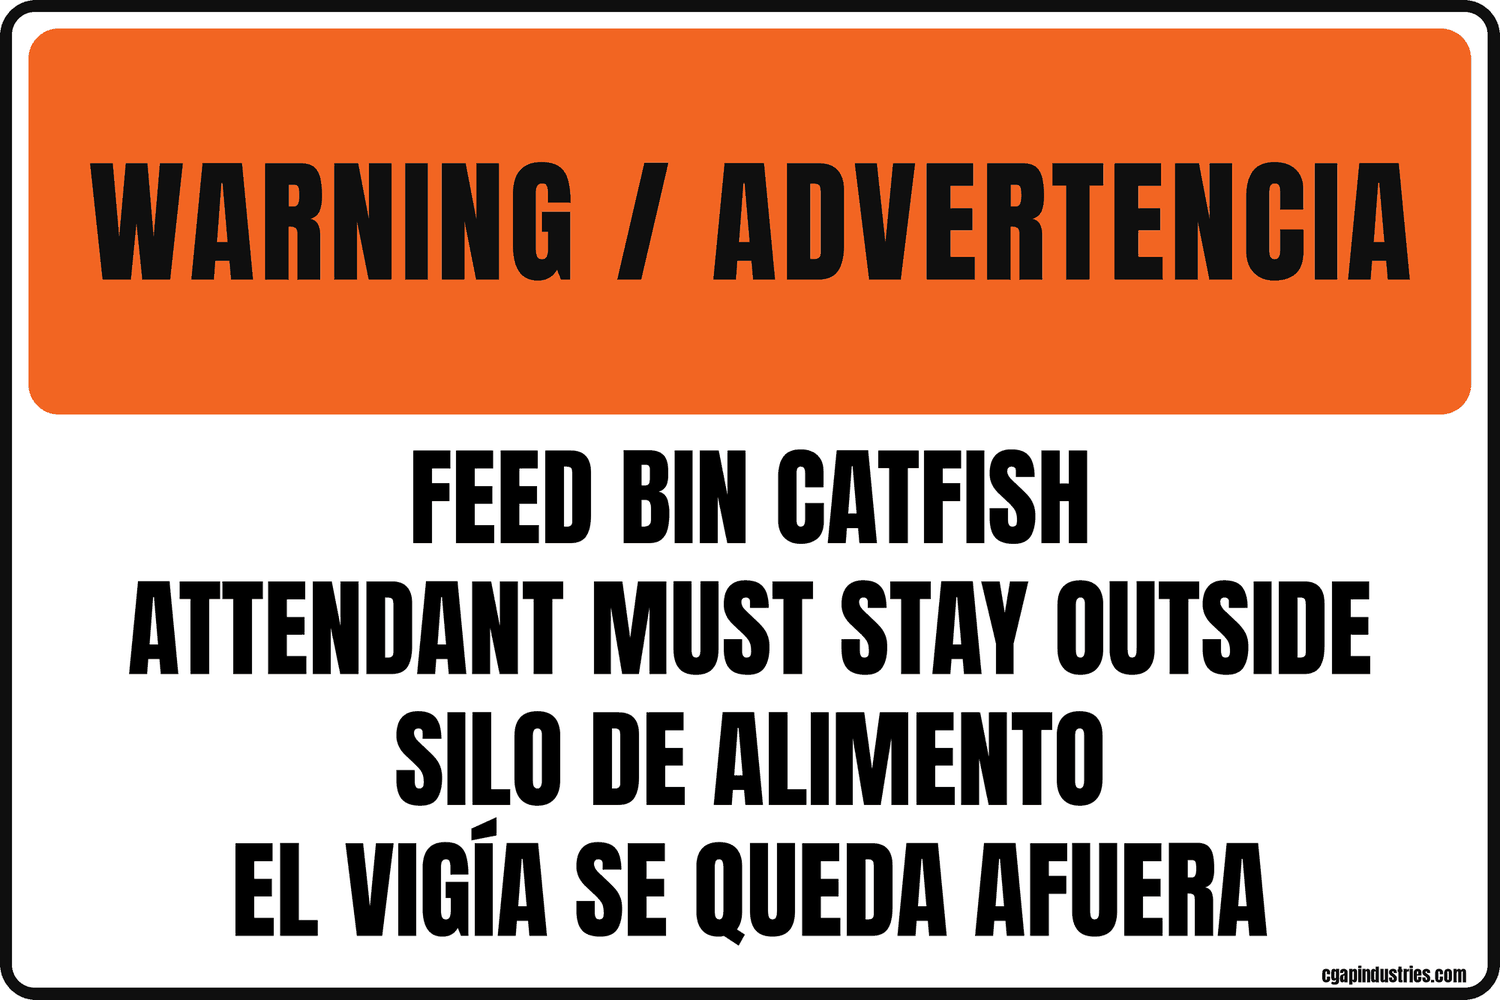 WARNING / ADVERTENCIA
FEED BIN CATFISH
ATTENDANT MUST STAY OUTSIDE
SILO DE ALIMENTO
EL VIGÍA SE QUEDA AFUERA
cgapindustries.com